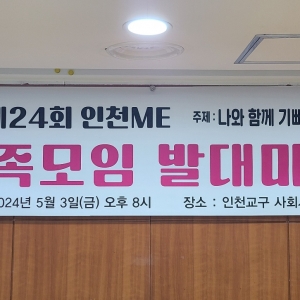 제24회 인천ME 주제 : 나와 함께 기뻐
족모임 발대미
2024년 5월 3일(금) 오후 8시 장소 : 인천교구 사회